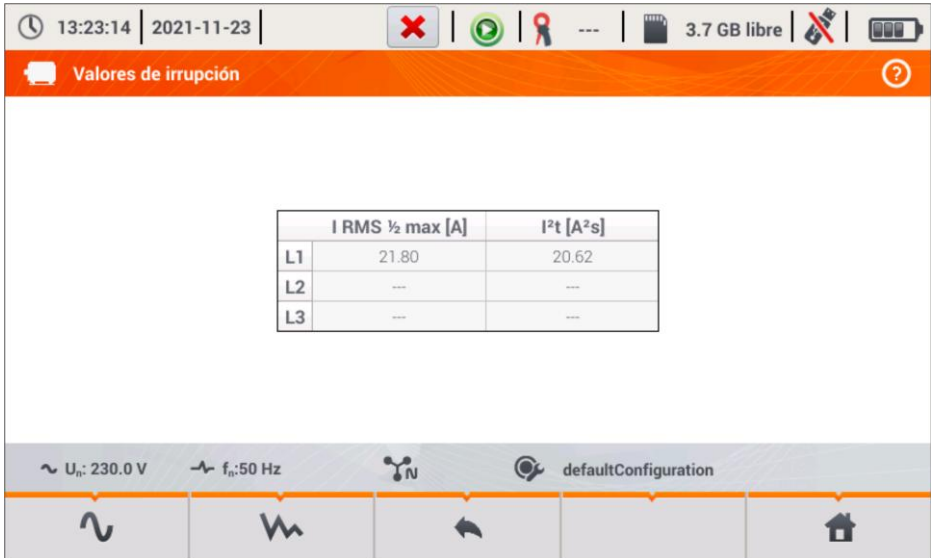 13:23:14 2021-11-23 --- 3.7 GB libre
Valores de irrupción ?
I RMS ½ max [A] I²t [A²s]
L1 21.80 20.62
L2 --- ---
L3 --- ---
Uₙ: 230.0 V fₙ:50 Hz N defaultConfiguration